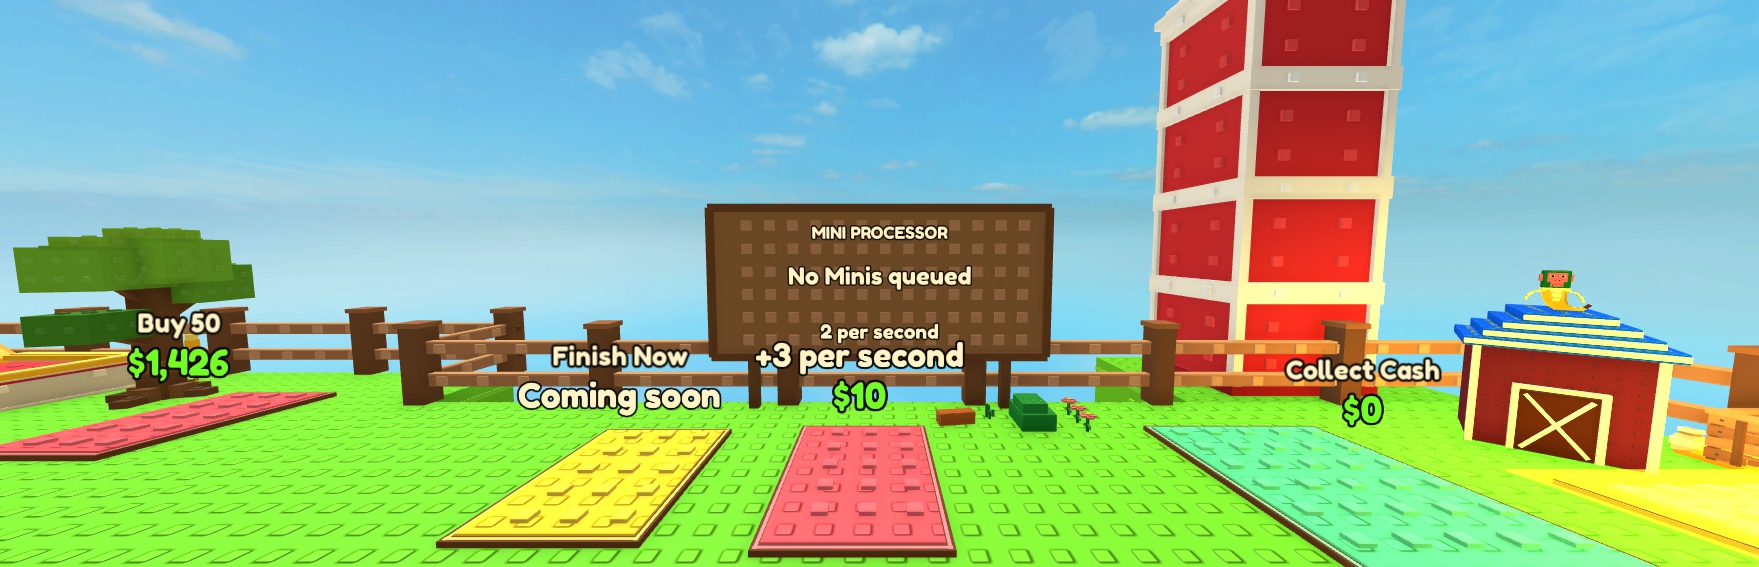 Buy 50
$1,426
Finish Now
Coming soon
MINI PROCESSOR
No Minis queued
2 per second
+3 per second
$10
Collect Cash
$0